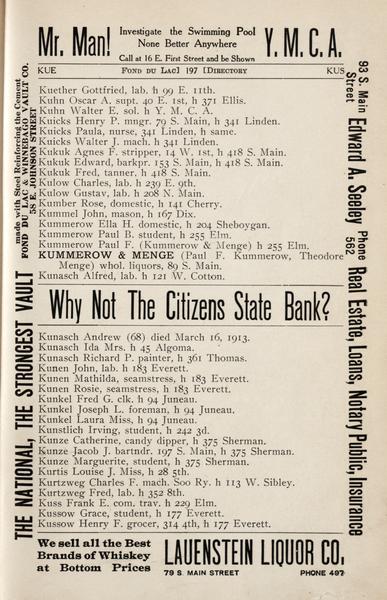 Mr. Man!
Investigate the Swimming Pool
None Better Anywhere
Call at 16 E. First Street and be Shown
Y. M. C. A.
KUE FOND DU LAC] 197 [DIRECTORY KUS
Kuether Gottfried, lab. h 99 E. 11th.
Kuhn Oscar A. supt. 40 E. 1st, h 371 Ellis.
Kuhn Walter E. sol. h Y. M. C. A.
Kuicks Henry P. mngr. 79 S. Main, h 341 Linden.
Kuicks Paula, nurse, 341 Linden, h same.
Kuicks Walter J. mach. h 341 Linden.
Kukuk Agnes F. stripper, 14 W. 1st, h 418 S. Main.
Kukuk Edward, barkpr. 153 S. Main, h 418 S. Main.
Kukuk Fred, tanner, h 418 S. Main.
Kulow Charles, lab. h 239 E. 9th.
Kulow Gustav, lab. h 208 N. Main.
Kumber Rose, domestic, h 141 Cherry.
Kummel John, mason, h 167 Dix.
Kummerow Ella H. domestic, h 204 Sheboygan.
Kummerow Paul B. student, h 255 Elm.
Kummerow Paul F. (Kummerow & Menge) h 255 Elm.
KUMMEROW & MENGE (Paul F. Kummerow, Theodore
Menge) whol. liquors, 89 S. Main.
Kunasch Alfred, lab. h 121 W. Cotton.
Why Not The Citizens State Bank?
Kunasch Andrew (68) died March 16, 1913.
Kunasch Ida Mrs. h 45 Algoma.
Kunasch Richard P. painter, h 361 Thomas.
Kunen John, lab. h 183 Everett.
Kunen Mathilda, seamstress, h 183 Everett.
Kunen Rosie, seamstress, h 183 Everett.
Kunkel Fred G. clk. h 94 Juneau.
Kunkel Joseph L. foreman, h 94 Juneau.
Kunkel Laura Miss, h 94 Juneau.
Kunstlich Irving, student, h 242 3d.
Kunze Catherine, candy dipper, h 375 Sherman.
Kunze Jacob J. bartndr. 197 S. Main, h 375 Sherman.
Kunze Marguerite, student, h 375 Sherman.
Kurtis Louise J. Miss, h 28 5th.
Kurtzweg Charles F. mach. Soo Ry. h 113 W. Sibley.
Kurtzweg Fred, lab. h 352 8th.
Kuss Frank E. com. trav. h 229 Elm.
Kussow Grace, student, h 177 Everett.
Kussow Henry F. grocer, 314 4th, h 177 Everett.
We sell all the Best
Brands of Whiskey
at Bottom Prices
LAUENSTEIN LIQUOR CO.
79 S. MAIN STREET PHONE 497
THE NATIONAL, THE STRONGEST VAULT
made with Steel Reinforcing the Cement
FOND DU LAC & WINNEBAGO VAULT CO.
58 E. JOHNSON STREET
93 S. Main
Street
Edward A. Seeley
Phone
562
Real Estate, Loans, Notary Public, Insurance